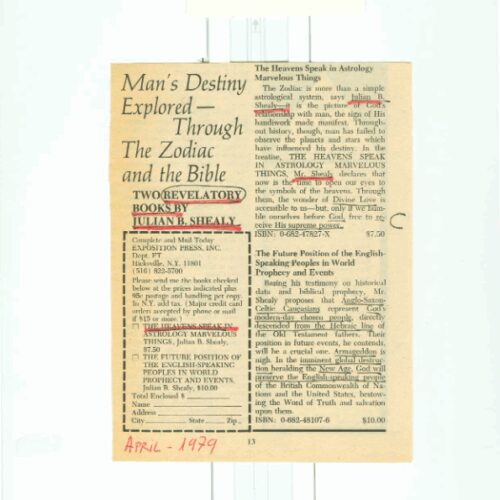 Man's Destiny
Explored —
Through
The Zodiac
and the Bible
TWO REVELATORY
BOOKS BY
JULIAN B. SHEALY
Complete and Mail Today
EXPOSITION PRESS, INC.
Dept. FT
Hicksville, N.Y. 11801
(516) 822-5700
Please send me the books checked
below at the prices indicated plus
95¢ postage and handling per copy.
In N.Y. add tax. (Major credit card
orders accepted by phone or mail
if $15 or more.)
THE HEAVENS SPEAK IN
ASTROLOGY MARVELOUS
THINGS, Julian B. Shealy,
$7.50
THE FUTURE POSITION OF
THE ENGLISH-SPEAKING
PEOPLES IN WORLD
PROPHECY AND EVENTS,
Julian B. Shealy, $10.00
Total Enclosed $
Name
Address
City State Zip
The Heavens Speak in Astrology
Marvelous Things
The Zodiac is more than a simple
astrological system, says Julian B.
Shealy—it is the picture of God's
relationship with man, the sign of His
handiwork made manifest. Through-
out history, though, man has failed to
observe the planets and stars which
have influenced his destiny. In the
treatise, THE HEAVENS SPEAK
IN ASTROLOGY MARVELOUS
THINGS, Mr. Shealy declares that
now is the time to open our eyes to
the symbols of the heavens. Through
them, the wonder of Divine Love is
accessible to us—but, only if we hum-
ble ourselves before God, free to re-
ceive His supreme power.
ISBN: 0-682-47827-X $7.50
The Future Position of the English-
Speaking Peoples in World
Prophecy and Events
Basing his testimony on historical
data and biblical prophecy, Mr.
Shealy proposes that Anglo-Saxon-
Celtic Caucasians represent God's
modern-day chosen people, directly
descended from the Hebraic line of
the Old Testament fathers. Their
position in future events, he contends,
will be a crucial one. Armageddon is
nigh. In the imminent global destruc-
tion heralding the New Age, God will
preserve the English-speaking people
of the British Commonwealth of Na-
tions and the United States, bestow-
ing the Word of Truth and salvation
upon them.
ISBN: 0-682-48107-6 $10.00
APRIL - 1979
13